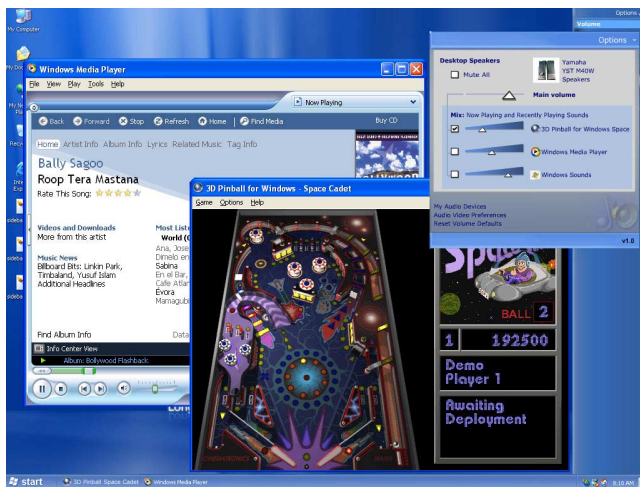 My Computer
Windows Media Player
File View Play Tools Help
Now Playing
Back Forward Stop Refresh Home Find Media Buy CD
Home Artist Info Album Info Lyrics Related Music Tag Info
Bally Sagoo
Roop Tera Mastana
Rate This Song:
Videos and Downloads
More from this artist
Music News
Billboard Bits: Linkin Park,
Timbaland, Yusuf Islam
Additional Headlines
Most List
World (
Ana, Jose
Dimelo en
Sabina
En el Bar,
Cafe Atlan
Évora
Mamagubi
Find Album Info
Data
Info Center View
Album: Bollywood Flashback
3D Pinball for Windows - Space Cadet
Game Options Help
BALL 2
1 192500
Demo
Player 1
Awaiting
Deployment
Options
Volume
Options
Desktop Speakers
Mute All
Yamaha
YST M40W
Speakers
Main volume
Mix: Now Playing and Recently Playing Sounds
3D Pinball for Windows Space
Windows Media Player
Windows Sounds
My Audio Devices
Audio Video Preferences
Reset Volume Defaults
v1.0
start
3D Pinball Space Cadet
Windows Media Player
8:10 AM